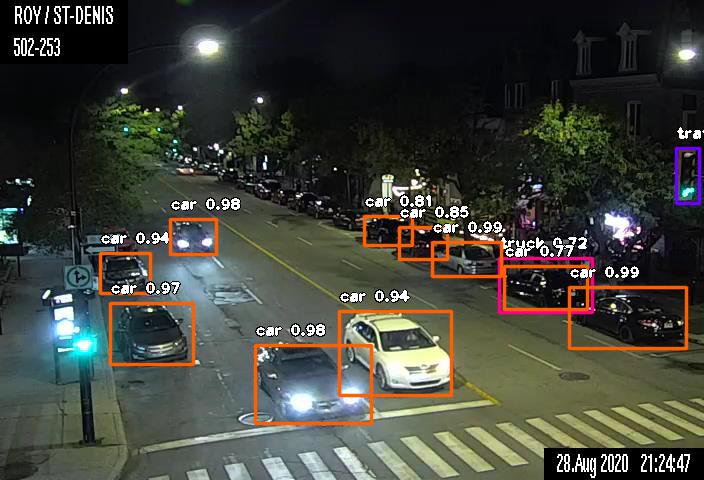 ROY / ST-DENIS
502-253
car 0.98
car 0.94
car 0.97
car 0.81
car 0.85
car 0.99
truck 0.72
car 0.77
car 0.99
car 0.94
car 0.98
28.Aug 2020 21:24:47